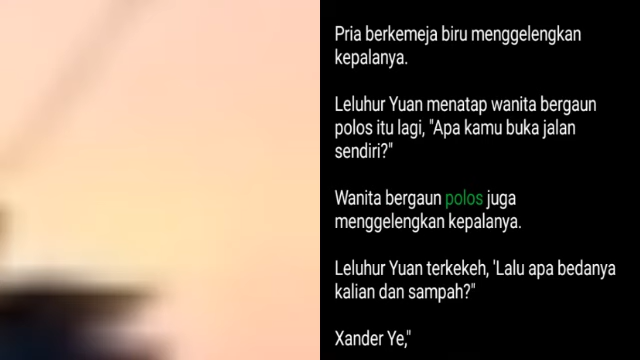 Pria berkemeja biru menggelengkan
kepalanya.
Leluhur Yuan menatap wanita bergaun
polos itu lagi, "Apa kamu buka jalan
sendiri?"
Wanita bergaun polos juga
menggelengkan kepalanya.
Leluhur Yuan terkekeh, 'Lalu apa bedanya
kalian dan sampah?"
Xander Ye,"